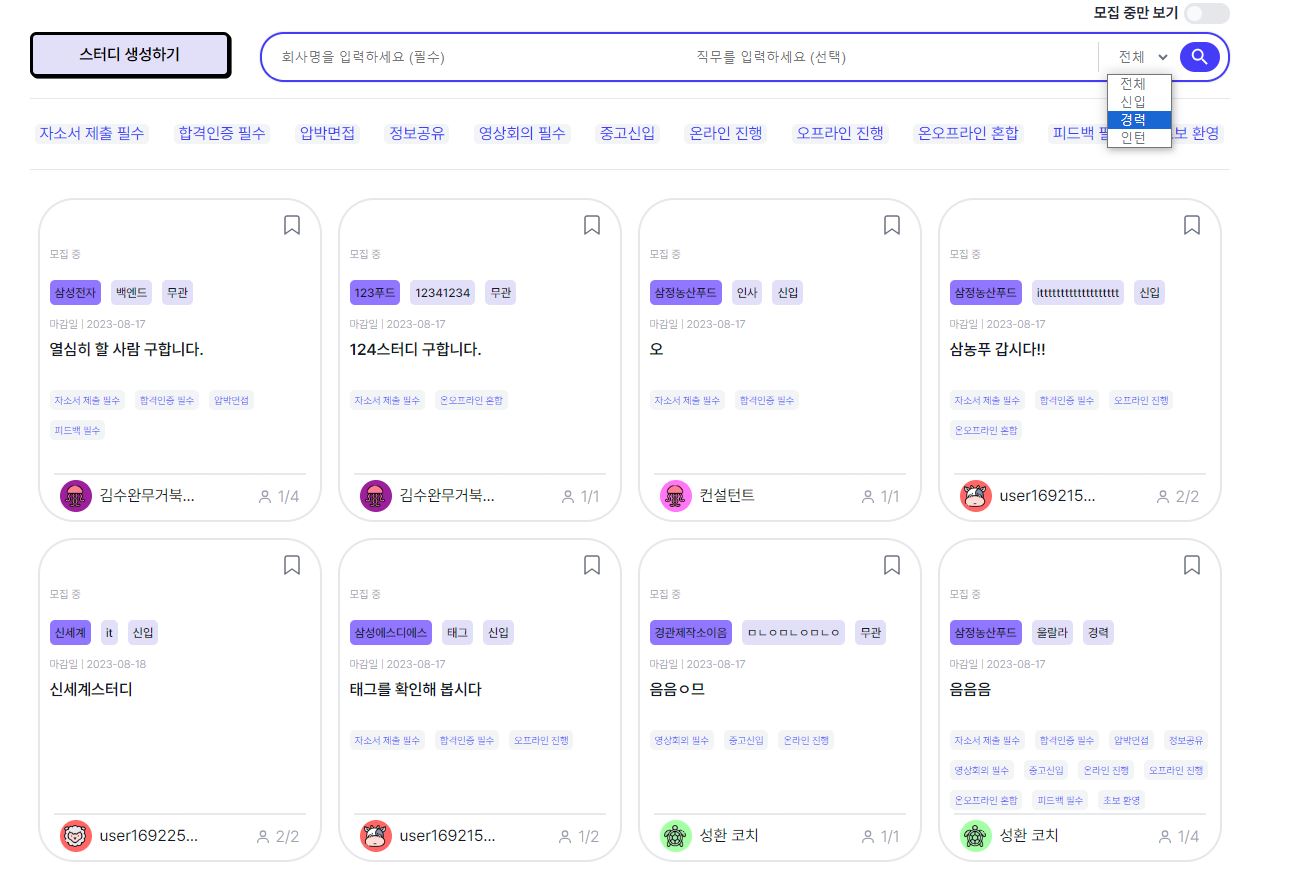 모집 중만 보기
스터디 생성하기
회사명을 입력하세요 (필수)
직무를 입력하세요 (선택)
전체
전체
신입
경력
인턴
자소서 제출 필수 합격인증 필수 압박면접 정보공유 영상회의 필수 중고신입 온라인 진행 오프라인 진행 온오프라인 혼합 피드백 보 환영
모집 중
삼성전자 백엔드 무관
마감일 | 2023-08-17
열심히 할 사람 구합니다.
자소서 제출 필수 합격인증 필수 압박면접
피드백 필수
김수완무거북... 1/4
모집 중
123푸드 12341234 무관
마감일 | 2023-08-17
124스터디 구합니다.
자소서 제출 필수 온오프라인 혼합
김수완무거북... 1/1
모집 중
삼정농산푸드 인사 신입
마감일 | 2023-08-17
오
자소서 제출 필수 합격인증 필수
컨설턴트 1/1
모집 중
삼정농산푸드 신입
마감일 | 2023-08-17
삼농푸 갑시다!!
자소서 제출 필수 합격인증 필수 오프라인 진행
온오프라인 혼합
user169215... 2/2
모집 중
신세계 it 신입
마감일 | 2023-08-18
신세계스터디
user169225... 2/2
모집 중
삼성에스디에스 태그 신입
마감일 | 2023-08-17
태그를 확인해 봅시다
자소서 제출 필수 합격인증 필수 오프라인 진행
user169215... 1/2
모집 중
경관제작소이음 ㅁㄴㅇㅁㄴㅇㅁㄴㅇ 무관
마감일 | 2023-08-17
음음ㅇ므
영상회의 필수 중고신입 온라인 진행
성환 코치 1/1
모집 중
삼정농산푸드 울랄라 경력
마감일 | 2023-08-17
음음음
자소서 제출 필수 합격인증 필수 압박면접 정보공유
영상회의 필수 중고신입 온라인 진행 오프라인 진행
온오프라인 혼합 피드백 필수 초보 환영
성환 코치 1/4